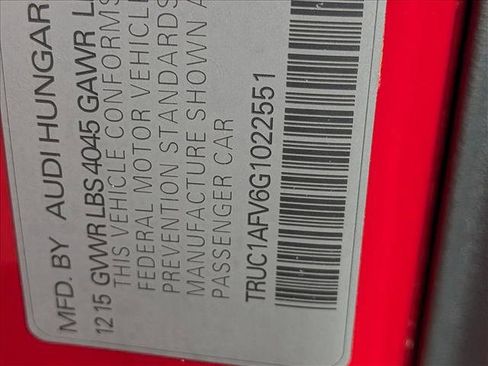 MFD. BY AUDI HUNGAR
12 15 GVWR LBS 4045 GAWR L
THIS VEHICLE CONFORMS
FEDERAL MOTOR VEHICLE
PREVENTION STANDARDS
MANUFACTURE SHOWN A
PASSENGER CAR
TRUC1AFV6G1022551